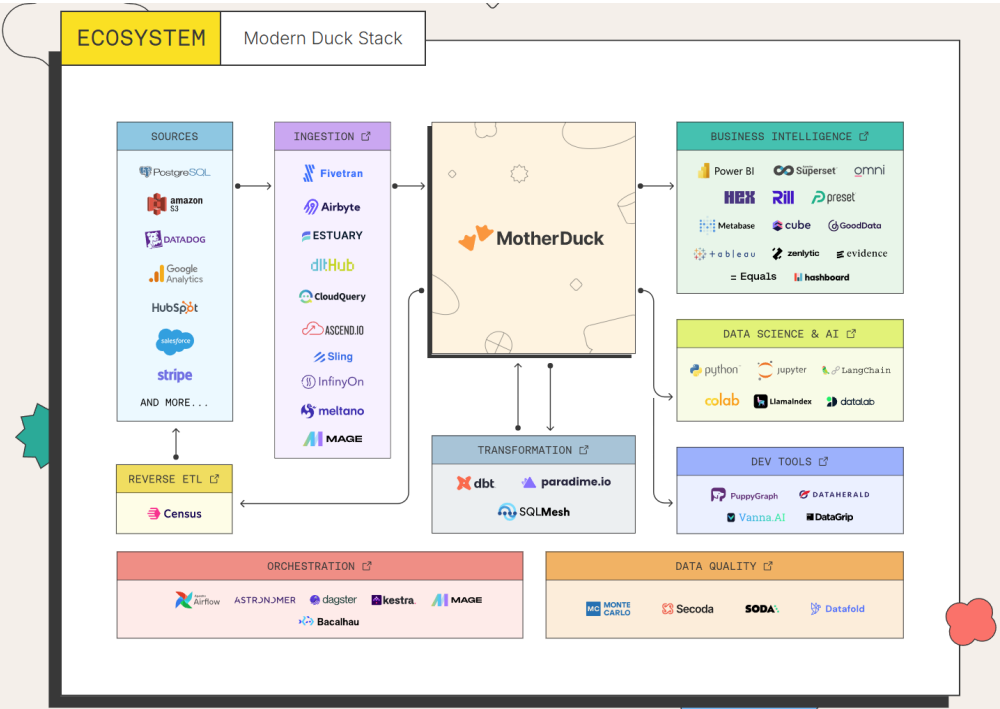 ECOSYSTEM
Modern Duck Stack
SOURCES
PostgreSQL
amazon
S3
DATADOG
Google
Analytics
HubSpot
salesforce
stripe
AND MORE...
REVERSE ETL
Census
INGESTION
Fivetran
Airbyte
ESTUARY
dltHub
CloudQuery
ASCEND.IO
Sling
InfinyOn
meltano
MAGE
MotherDuck
TRANSFORMATION
dbt paradime.io
SQLMesh
BUSINESS INTELLIGENCE
Power BI Superset omni
HEX Rill preset
Metabase cube GoodData
+ableau zenlytic evidence
= Equals hashboard
DATA SCIENCE & AI
python jupyter LangChain
colab LlamaIndex dataLab
DEV TOOLS
PuppyGraph DATAHERALD
Vanna.AI DataGrip
ORCHESTRATION
Airflow ASTRONOMER dagster kestra MAGE
Bacalhau
DATA QUALITY
MC MONTE
CARLO
Secoda SODA Datafold